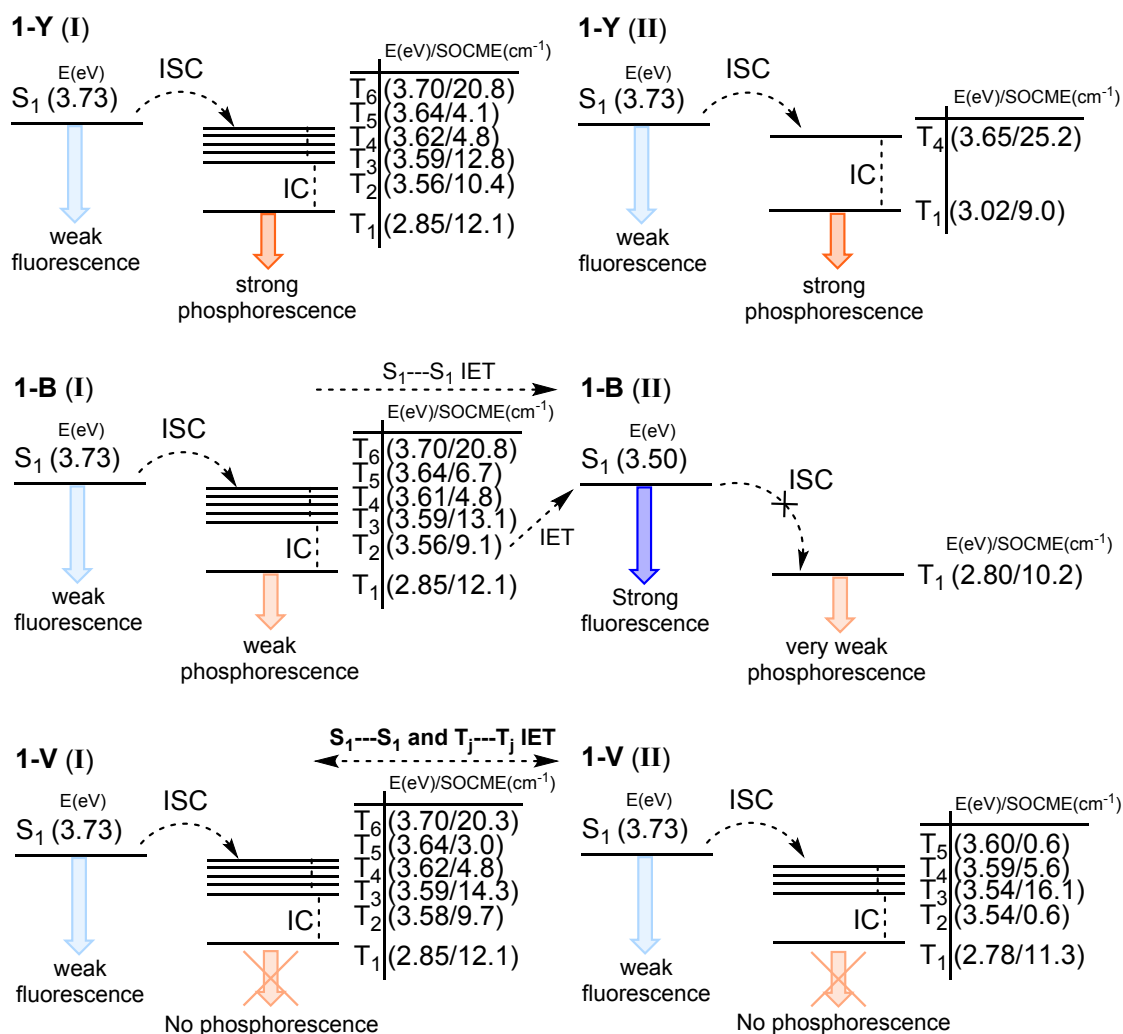 1-Y (I)
E(eV)
S1 (3.73)
ISC
E(eV)/SOCME(cm-1)
T6 (3.70/20.8)
T5 (3.64/4.1)
T4 (3.62/4.8)
T3 (3.59/12.8)
T2 (3.56/10.4)
T1 (2.85/12.1)
IC
weak
fluorescence
strong
phosphorescence
1-Y (II)
E(eV)
S1 (3.73)
ISC
E(eV)/SOCME(cm-1)
T4 (3.65/25.2)
IC
T1 (3.02/9.0)
weak
fluorescence
strong
phosphorescence
1-B (I)
S1---S1 IET
E(eV)
S1 (3.73)
ISC
E(eV)/SOCME(cm-1)
T6 (3.70/20.8)
T5 (3.64/6.7)
T4 (3.61/4.8)
T3 (3.59/13.1)
T2 (3.56/9.1)
T1 (2.85/12.1)
IC
IET
weak
fluorescence
weak
phosphorescence
1-B (II)
E(eV)
S1 (3.50)
ISC
E(eV)/SOCME(cm-1)
T1 (2.80/10.2)
Strong
fluorescence
very weak
phosphorescence
1-V (I)
S1---S1 and Tj---Tj IET
E(eV)
S1 (3.73)
ISC
E(eV)/SOCME(cm-1)
T6 (3.70/20.3)
T5 (3.64/3.0)
T4 (3.62/4.8)
T3 (3.59/14.3)
T2 (3.58/9.7)
T1 (2.85/12.1)
IC
weak
fluorescence
No phosphorescence
1-V (II)
E(eV)
S1 (3.73)
ISC
E(eV)/SOCME(cm-1)
T5 (3.60/0.6)
T4 (3.59/5.6)
T3 (3.54/16.1)
T2 (3.54/0.6)
T1 (2.78/11.3)
IC
weak
fluorescence
No phosphorescence